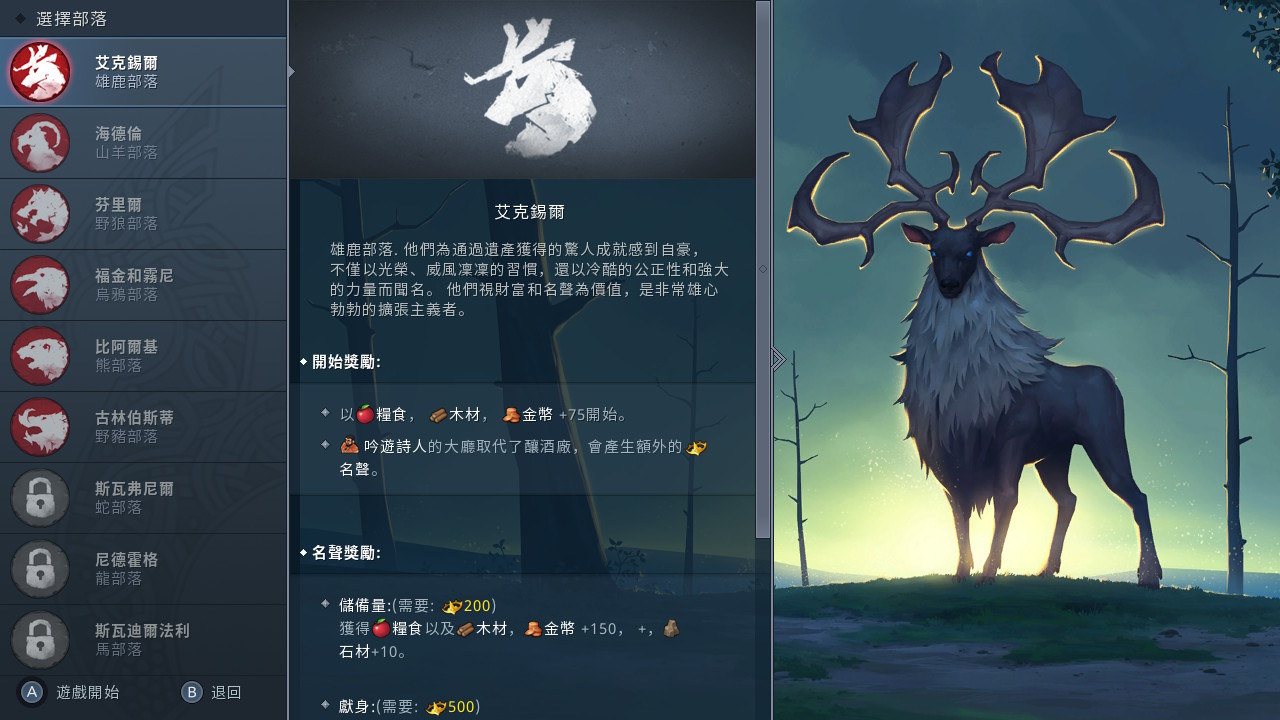 選擇部落
艾克錫爾
雄鹿部落
海德倫
山羊部落
芬里爾
野狼部落
福金和霧尼
烏鴉部落
比阿爾基
熊部落
古林伯斯蒂
野豬部落
斯瓦弗尼爾
蛇部落
尼德霍格
龍部落
斯瓦迪爾法利
馬部落
A 遊戲開始
B 退回
艾克錫爾
雄鹿部落. 他們為通過遺產獲得的驚人成就感到自豪，
不僅以光榮、威風凜凜的習慣，還以冷酷的公正性和強大
的力量而聞名。 他們視財富和名聲為價值，是非常雄心
勃勃的擴張主義者。
開始獎勵:
以糧食， 木材， 金幣 +75開始。
吟遊詩人的大廳取代了釀酒廠，會產生額外的
名聲。
名聲獎勵:
儲備量:(需要: 200)
獲得糧食以及木材， 金幣 +150， +，
石材+10。
獻身:(需要: 500)